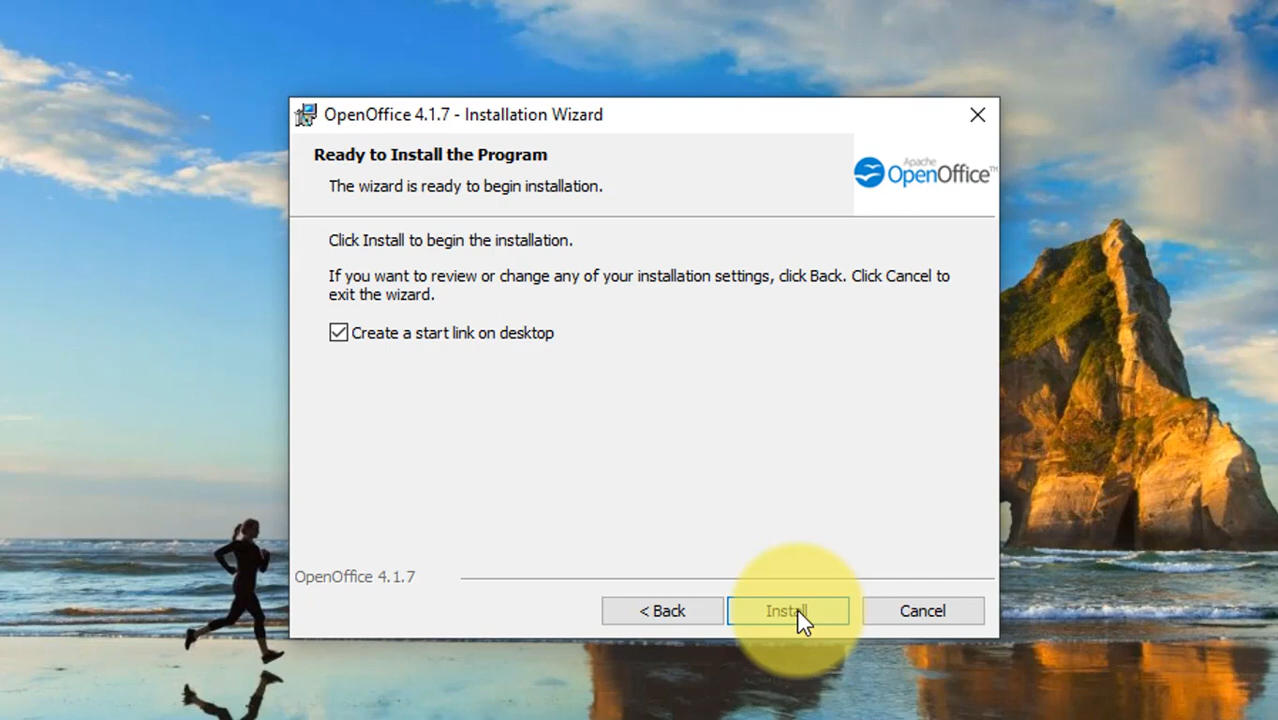 OpenOffice 4.1.7 - Installation Wizard
Ready to Install the Program
The wizard is ready to begin installation.
Apache
OpenOffice™
Click Install to begin the installation.
If you want to review or change any of your installation settings, click Back. Click Cancel to
exit the wizard.
Create a start link on desktop
OpenOffice 4.1.7
< Back Install Cancel